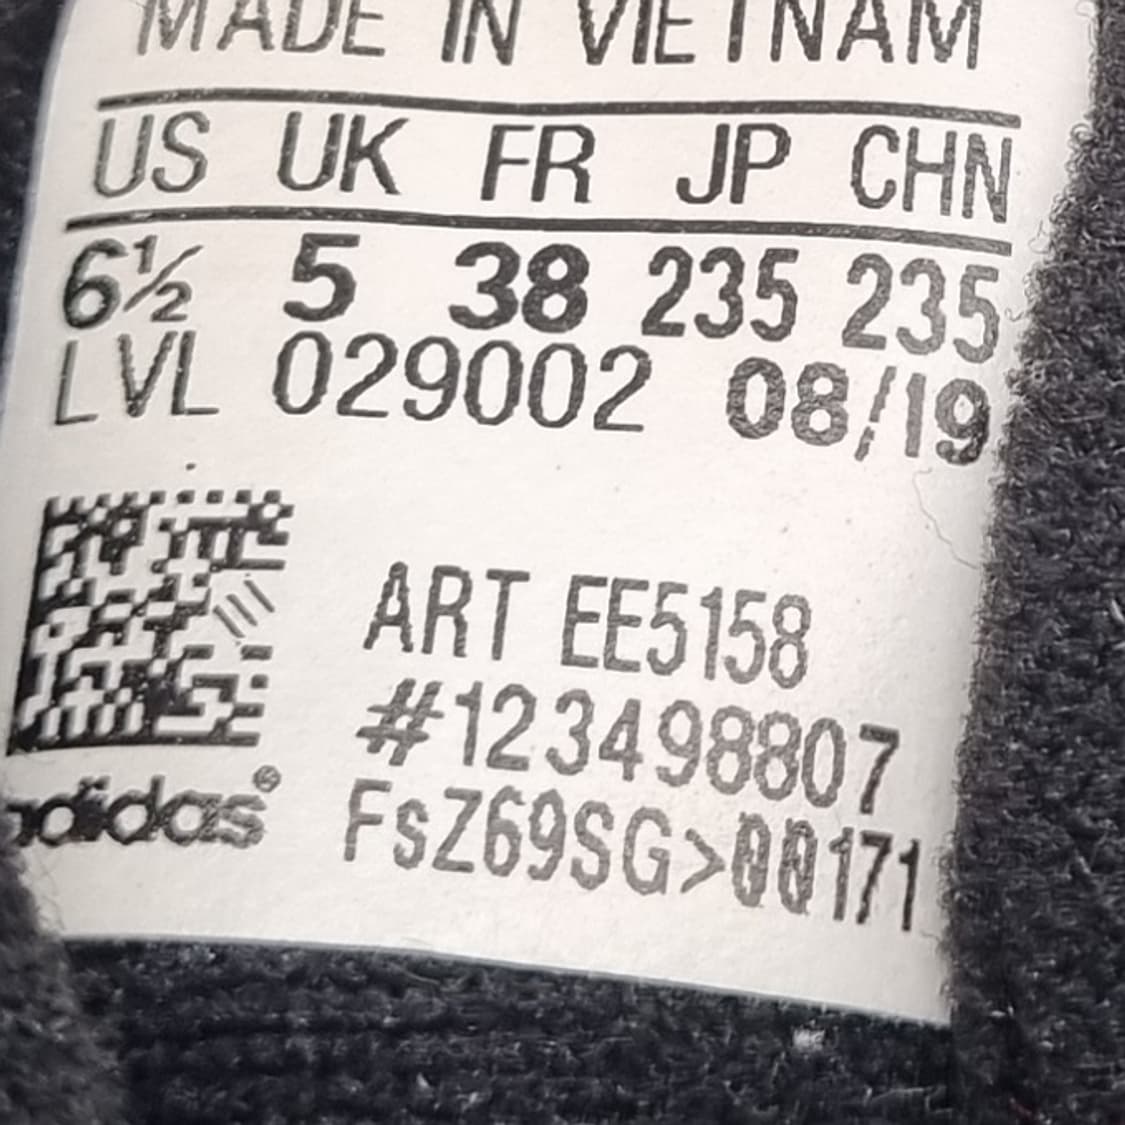 MADE IN VIETNAM
US UK FR JP CHN
6½ 5 38 235 235
LVL 029002 08/19
ART EE5158
#123498807
adidas®
FsZ69SG>00171